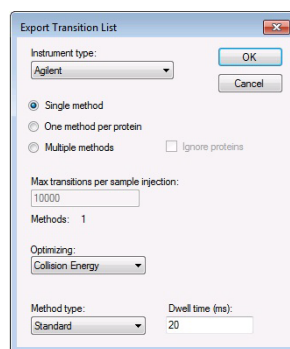 Export Transition List
Instrument type:
Agilent
OK
Cancel
Single method
One method per protein
Multiple methods
Ignore proteins
Max transitions per sample injection:
10000
Methods: 1
Optimizing:
Collision Energy
Method type:
Dwell time (ms):
Standard
20